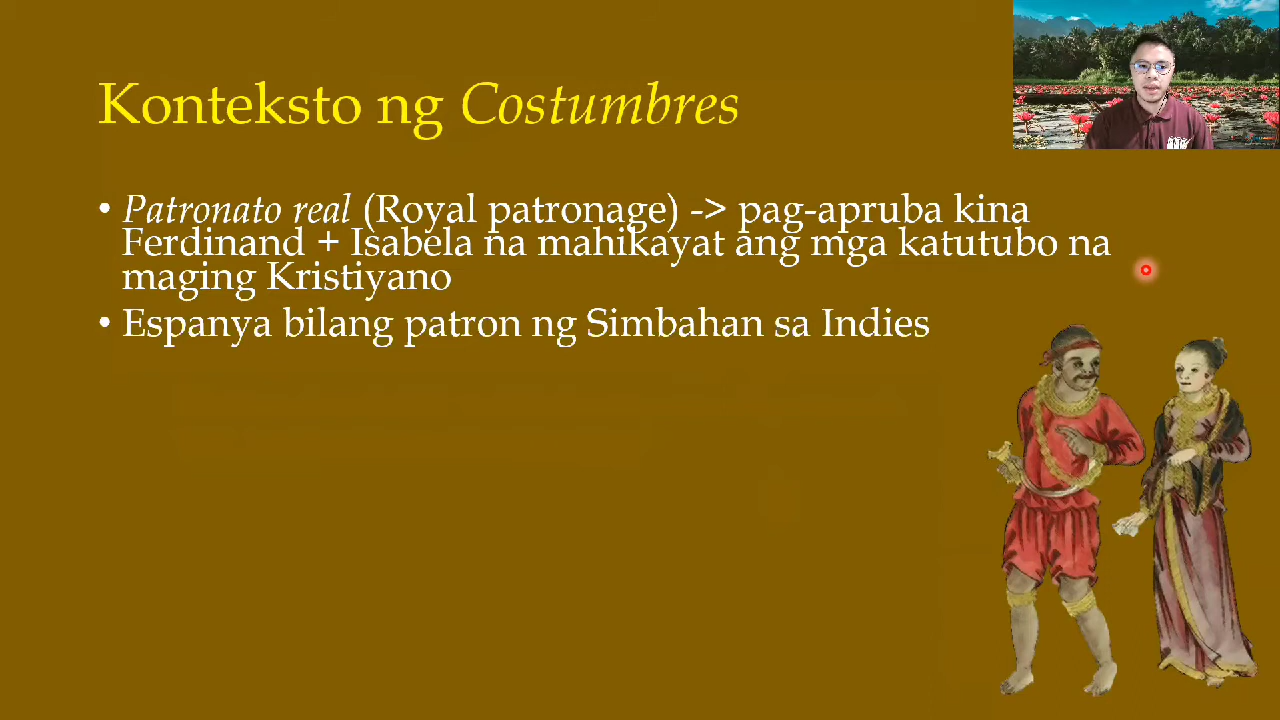 Konteksto ng Costumbres
• Patronato real (Royal patronage) -> pag-apruba kina
Ferdinand + Isabela na mahikayat ang mga katutubo na
maging Kristiyano
• Espanya bilang patron ng Simbahan sa Indies